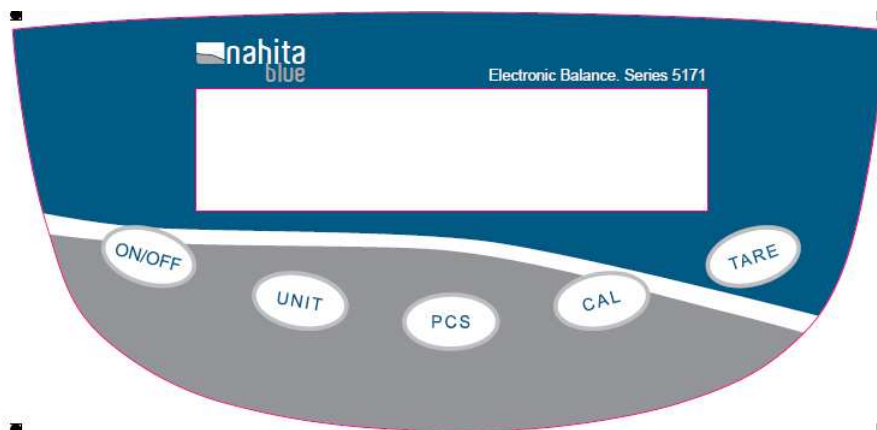 nahita
blue
Electronic Balance. Series 5171
ON/OFF
UNIT
PCS
CAL
TARE